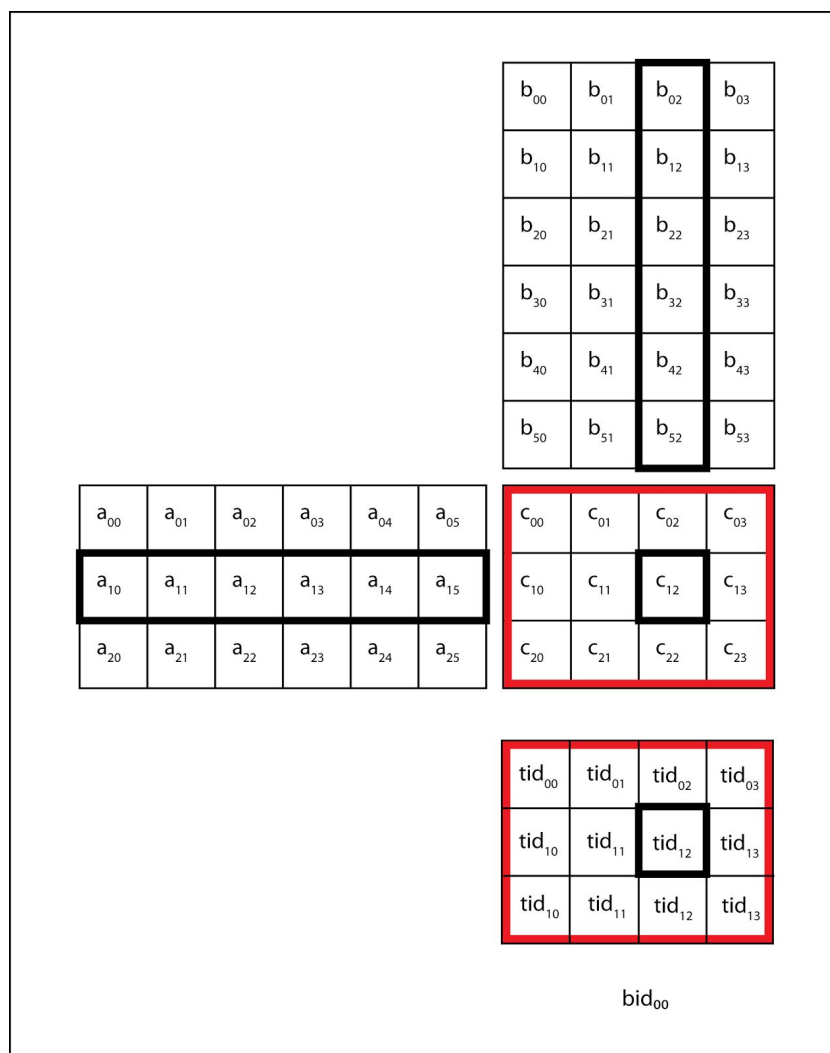 b₀₀ b₀₁ b₀₂ b₀₃
b₁₀ b₁₁ b₁₂ b₁₃
b₂₀ b₂₁ b₂₂ b₂₃
b₃₀ b₃₁ b₃₂ b₃₃
b₄₀ b₄₁ b₄₂ b₄₃
b₅₀ b₅₁ b₅₂ b₅₃
a₀₀ a₀₁ a₀₂ a₀₃ a₀₄ a₀₅ c₀₀ c₀₁ c₀₂ c₀₃
a₁₀ a₁₁ a₁₂ a₁₃ a₁₄ a₁₅ c₁₀ c₁₁ c₁₂ c₁₃
a₂₀ a₂₁ a₂₂ a₂₃ a₂₄ a₂₅ c₂₀ c₂₁ c₂₂ c₂₃
tid₀₀ tid₀₁ tid₀₂ tid₀₃
tid₁₀ tid₁₁ tid₁₂ tid₁₃
tid₁₀ tid₁₁ tid₁₂ tid₁₃
bid₀₀